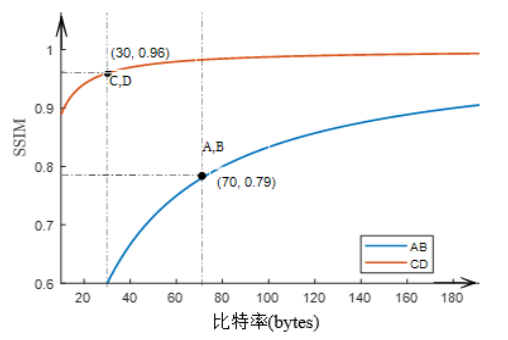 1
(30, 0.96)
C,D
0.9
SSIM
A,B
0.8
(70, 0.79)
0.7
AB
CD
0.6
20 40 60 80 100 120 140 160 180
比特率(bytes)